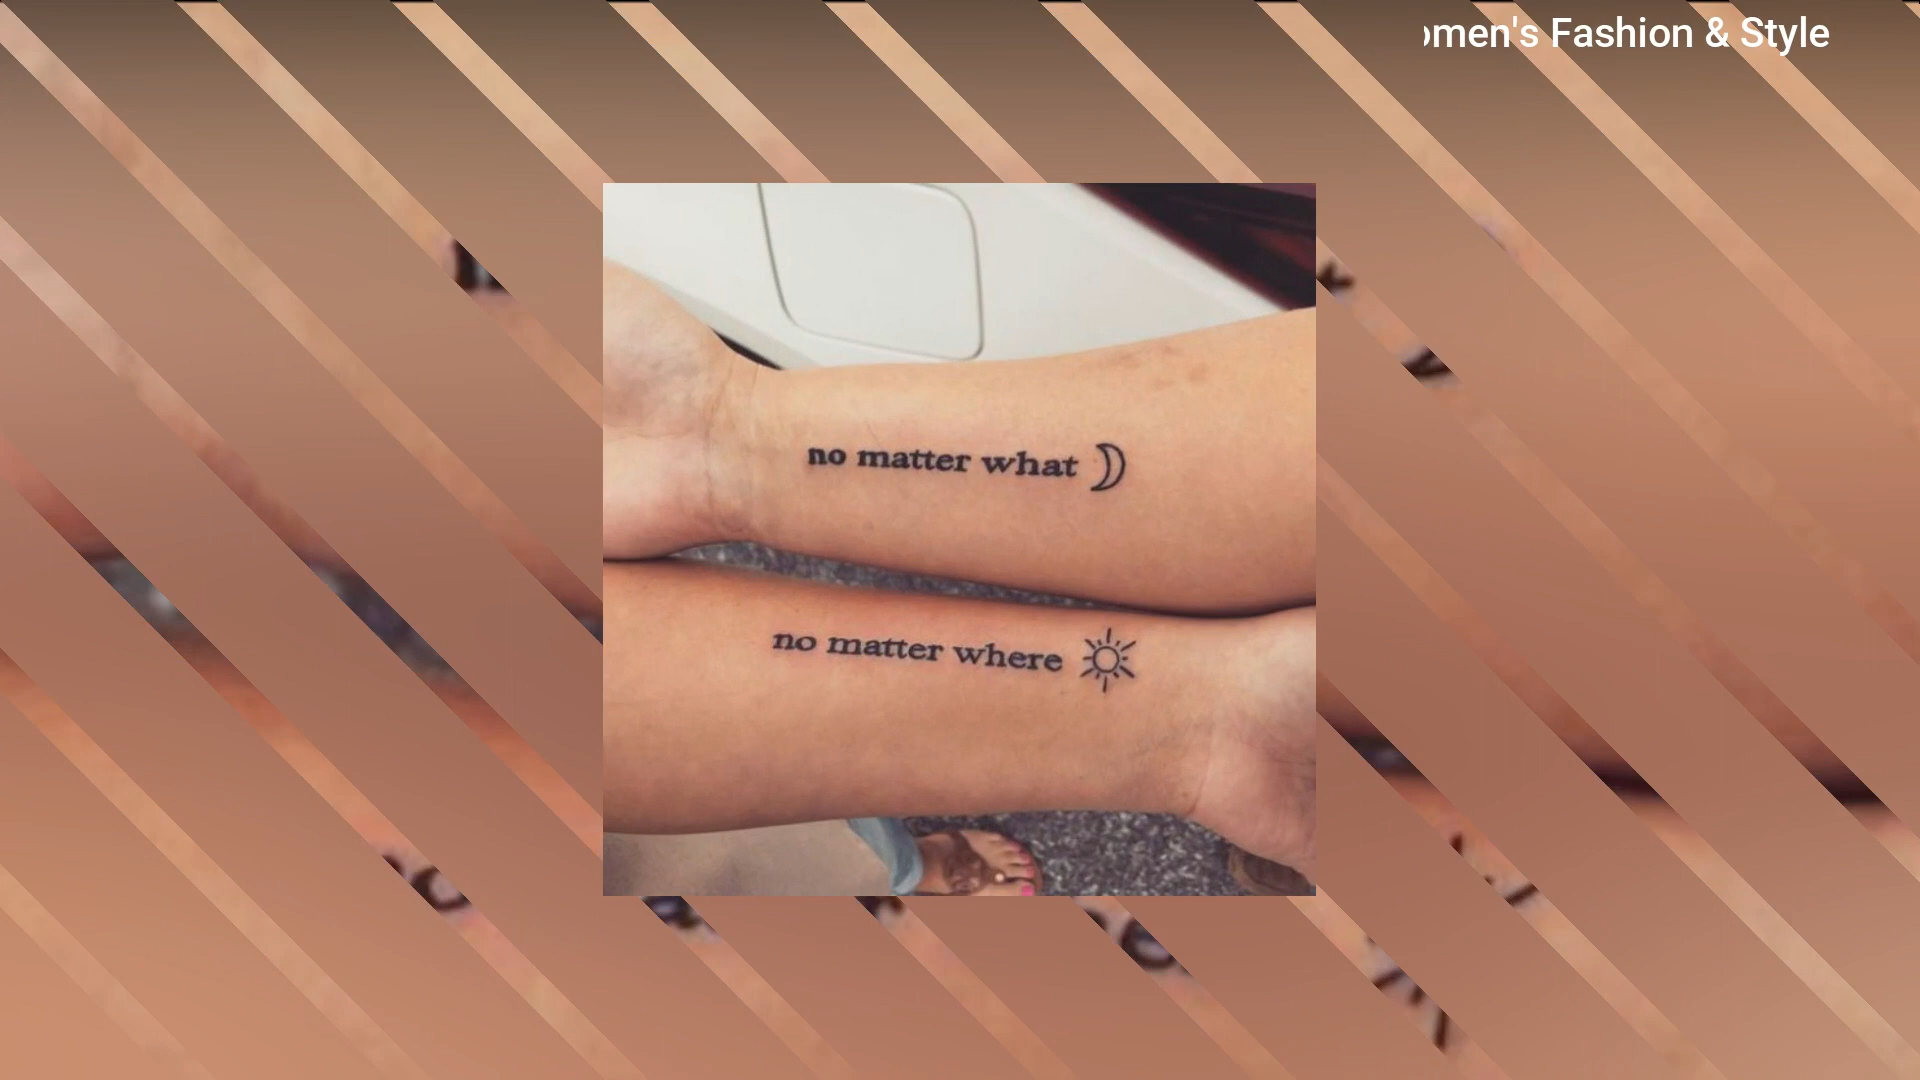 omen's Fashion & Style
no matter what
no matter where